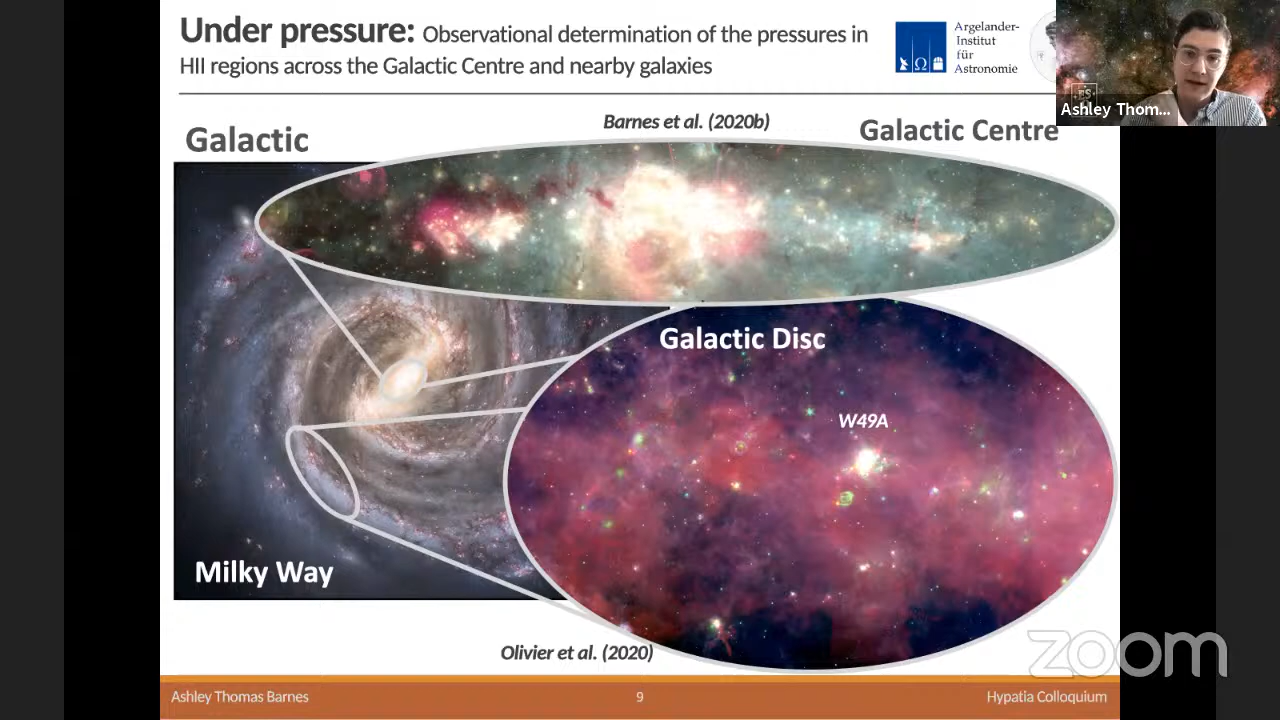 Under pressure: Observational determination of the pressures in
HII regions across the Galactic Centre and nearby galaxies
Argelander-
Institut
für
Astronomie
Ashley Thom...
Galactic
Barnes et al. (2020b)
Galactic Centre
Galactic Disc
W49A
Milky Way
Olivier et al. (2020)
zoom
Ashley Thomas Barnes
9
Hypatia Colloquium